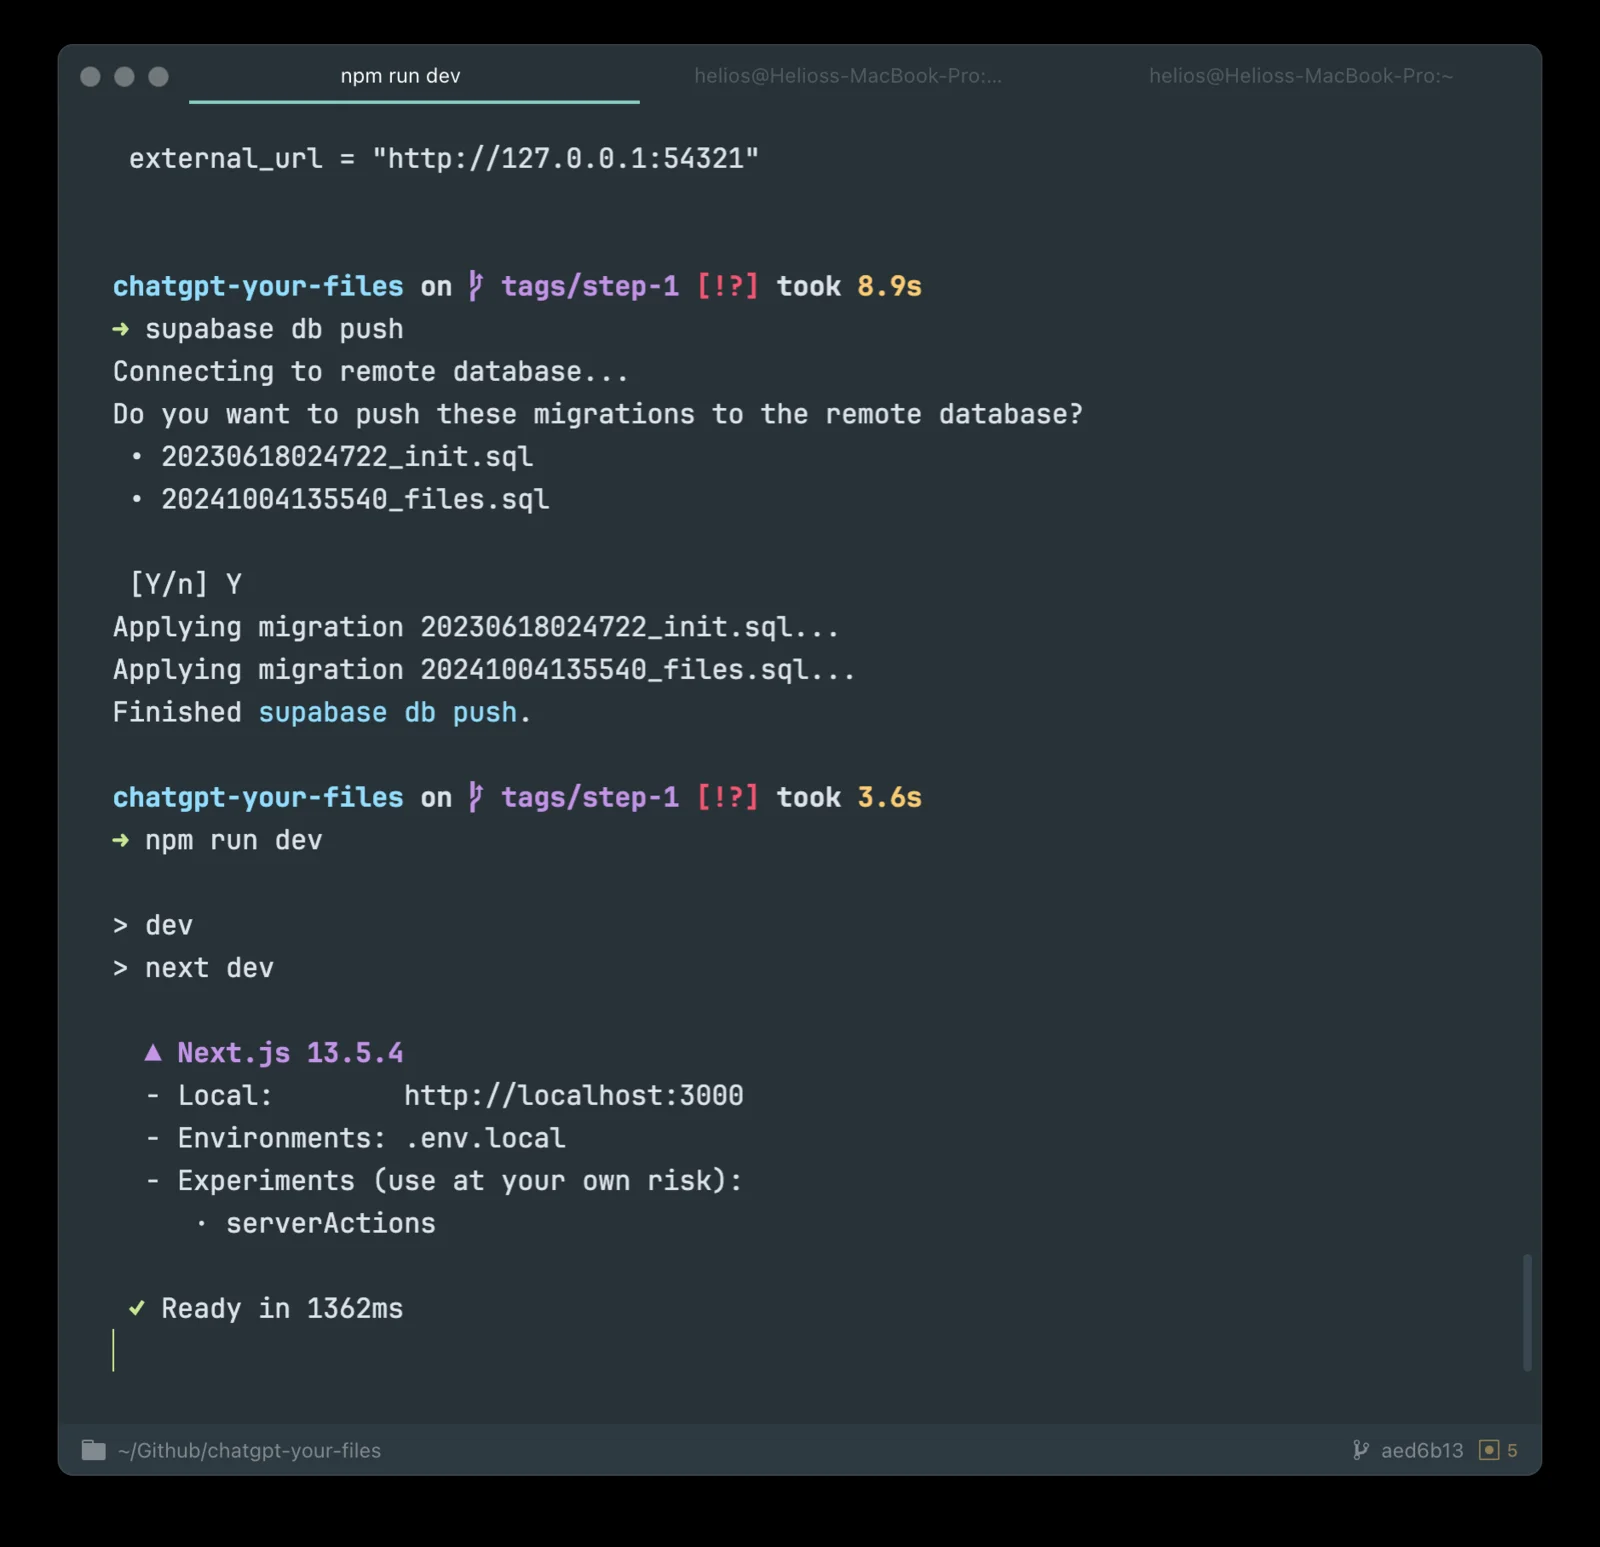 npm run dev
helios@Helioss-MacBook-Pro:...
helios@Helioss-MacBook-Pro:~
external_url = "http://127.0.0.1:54321"
chatgpt-your-files on tags/step-1 [!?] took 8.9s
➜ supabase db push
Connecting to remote database...
Do you want to push these migrations to the remote database?
• 20230618024722_init.sql
• 20241004135540_files.sql
[Y/n] Y
Applying migration 20230618024722_init.sql...
Applying migration 20241004135540_files.sql...
Finished supabase db push.
chatgpt-your-files on tags/step-1 [!?] took 3.6s
➜ npm run dev
> dev
> next dev
▲ Next.js 13.5.4
- Local: http://localhost:3000
- Environments: .env.local
- Experiments (use at your own risk):
· serverActions
✓ Ready in 1362ms
~/Github/chatgpt-your-files
aed6b13
5